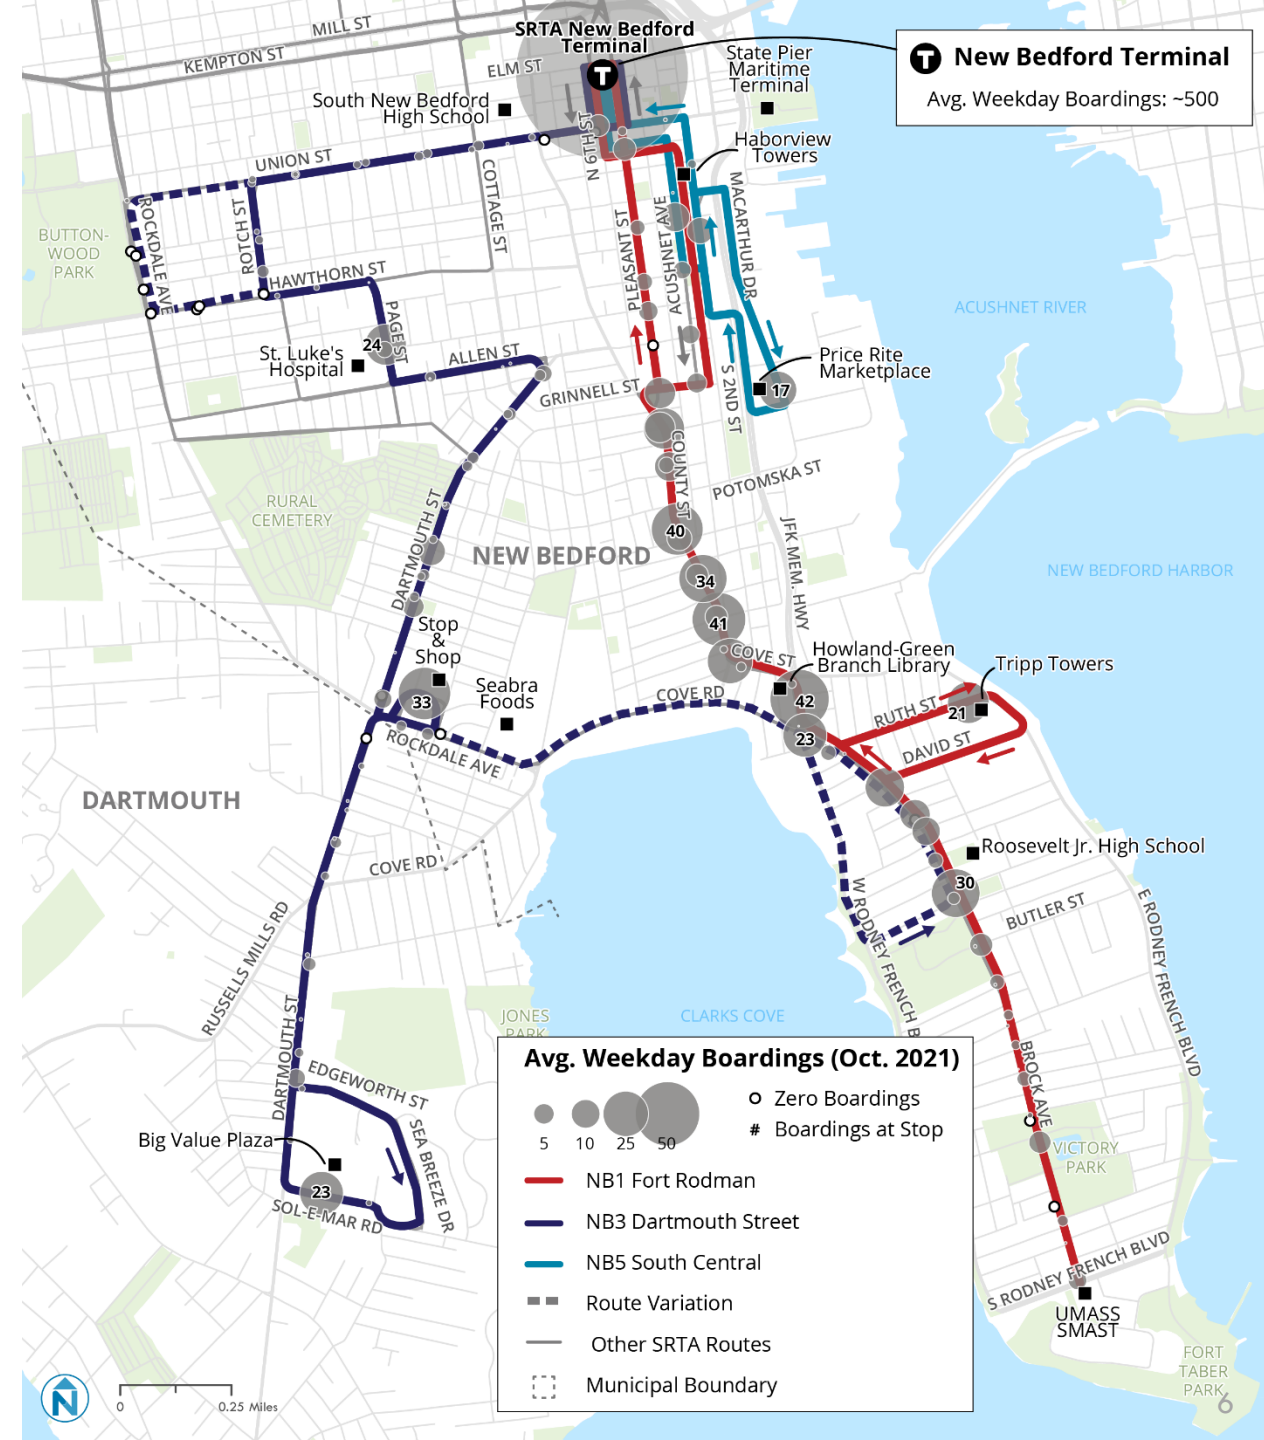 MILL ST
KEMPTON ST
ELM ST
SRTA New Bedford
Terminal
T
State Pier
Maritime
Terminal
T New Bedford Terminal
Avg. Weekday Boardings: ~500
South New Bedford
High School
N 6TH ST
Haborview
Towers
UNION ST
COTTAGE ST
ROCKDALE AVE
ROTCH ST
BUTTON-
WOOD
PARK
HAWTHORN ST
PAGE ST
PLEASANT ST
ACUSHNET AVE
MACARTHUR DR
ACUSHNET RIVER
24
St. Luke's
Hospital
ALLEN ST
GRINNELL ST
S 2ND ST
Price Rite
Marketplace
17
COUNTY ST
POTOMSKA ST
RURAL
CEMETERY
DARTMOUTH ST
NEW BEDFORD
40
JFK MEM. HWY
NEW BEDFORD HARBOR
34
41
Stop
&
Shop
33
Seabra
Foods
COVE ST
Howland-Green
Branch Library
42
Tripp Towers
COVE RD
RUTH ST
21
23
DAVID ST
ROCKDALE AVE
DARTMOUTH
Roosevelt Jr. High School
COVE RD
30
BUTLER ST
W RODNEY FRENCH B
E RODNEY FRENCH BLVD
RUSSELLS MILLS RD
JONES
PARK
CLARKS COVE
DARTMOUTH ST
EDGEWORTH ST
SEA BREEZE DR
BROCK AVE
Big Value Plaza
23
SOL-E-MAR RD
VICTORY
PARK
S RODNEY FRENCH BLVD
UMASS
SMAST
FORT
TABER
PARK
6
Avg. Weekday Boardings (Oct. 2021)
5 10 25 50
Zero Boardings
# Boardings at Stop
NB1 Fort Rodman
NB3 Dartmouth Street
NB5 South Central
Route Variation
Other SRTA Routes
Municipal Boundary
N
0 0.25 Miles